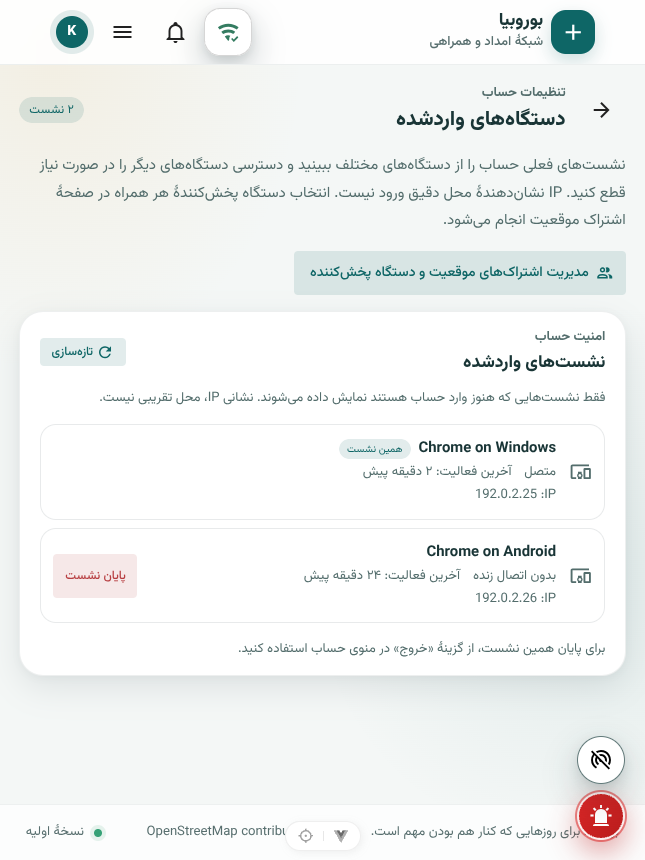 بوروبیا
شبکهٔ امداد و همراهی
K
تنظیمات حساب
دستگاه‌های واردشده
۲ نشست
نشست‌های فعلی حساب را از دستگاه‌های مختلف ببینید و دسترسی دستگاه‌های دیگر را در صورت نیاز
قطع کنید. IP نشان‌دهندهٔ محل دقیق ورود نیست. انتخاب دستگاه پخش‌کنندهٔ هر همراه در صفحهٔ
اشتراک موقعیت انجام می‌شود.
مدیریت اشتراک‌های موقعیت و دستگاه پخش‌کننده
امنیت حساب
نشست‌های واردشده
تازه‌سازی
فقط نشست‌هایی که هنوز وارد حساب هستند نمایش داده می‌شوند. نشانی IP، محل تقریبی نیست.
Chrome on Windows همین نشست
متصل آخرین فعالیت: ۲ دقیقه پیش
IP: 192.0.2.25
Chrome on Android
بدون اتصال زنده آخرین فعالیت: ۲۴ دقیقه پیش
IP: 192.0.2.26
پایان نشست
برای پایان همین نشست، از گزینهٔ «خروج» در منوی حساب استفاده کنید.
برای روزهایی که کنار هم بودن مهم است.
OpenStreetMap
نسخهٔ اولیه